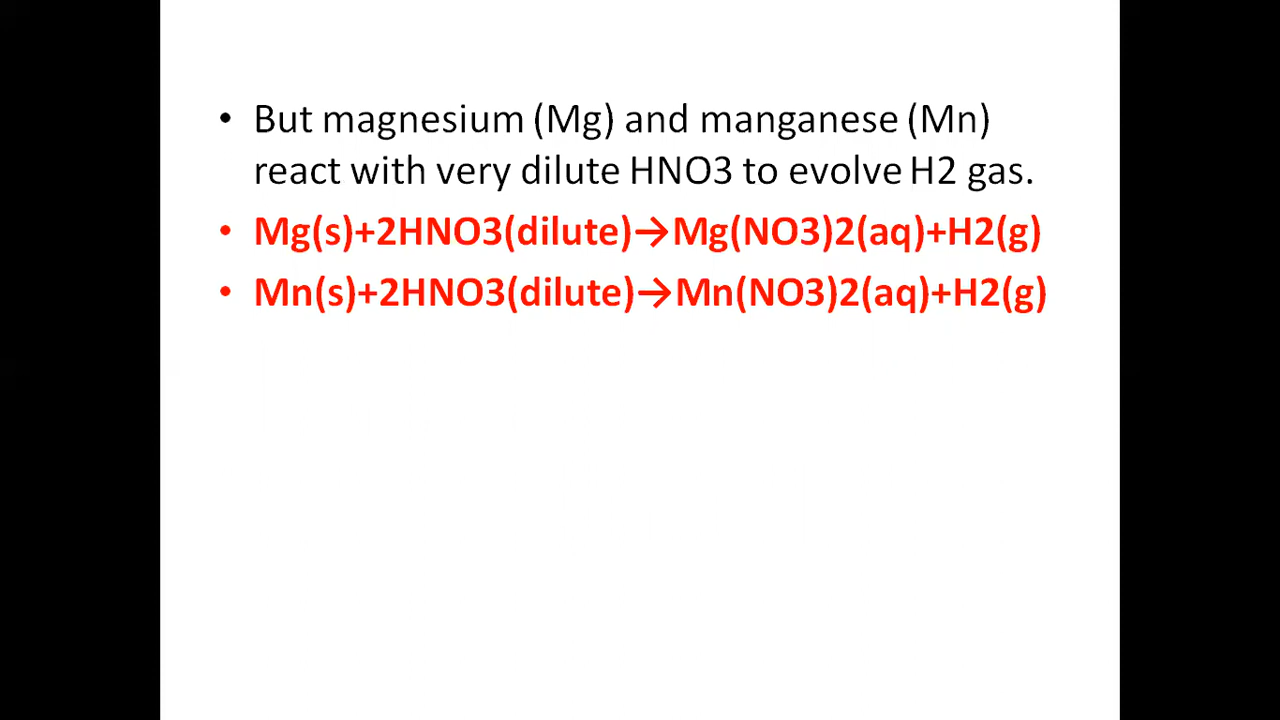 • But magnesium (Mg) and manganese (Mn)
react with very dilute HNO3 to evolve H2 gas.
• Mg(s)+2HNO3(dilute)→Mg(NO3)2(aq)+H2(g)
• Mn(s)+2HNO3(dilute)→Mn(NO3)2(aq)+H2(g)